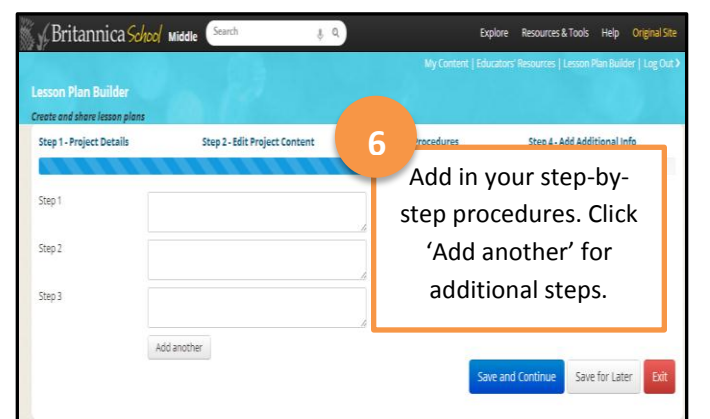 Britannica School Middle Search Explore Resources & Tools Help Original Site
My Content | Educators' Resources | Lesson Plan Builder | Log Out >
Lesson Plan Builder
Create and share lesson plans
Step 1 - Project Details Step 2 - Edit Project Content Procedures Step 4 - Add Additional Info
6
Add in your step-by-
step procedures. Click
‘Add another’ for
additional steps.
Step 1
Step 2
Step 3
Add another
Save and Continue Save for Later Exit